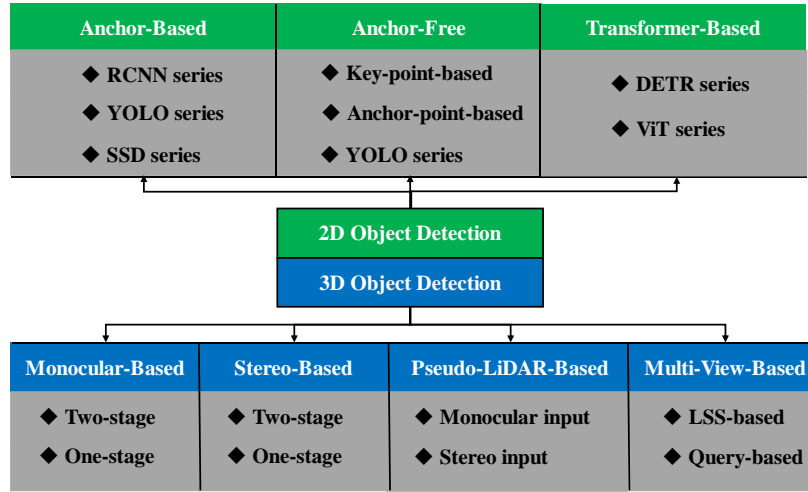 Anchor-Based
◆ RCNN series
◆ YOLO series
◆ SSD series
Anchor-Free
◆ Key-point-based
◆ Anchor-point-based
◆ YOLO series
Transformer-Based
◆ DETR series
◆ ViT series
2D Object Detection
3D Object Detection
Monocular-Based
◆ Two-stage
◆ One-stage
Stereo-Based
◆ Two-stage
◆ One-stage
Pseudo-LiDAR-Based
◆ Monocular input
◆ Stereo input
Multi-View-Based
◆ LSS-based
◆ Query-based